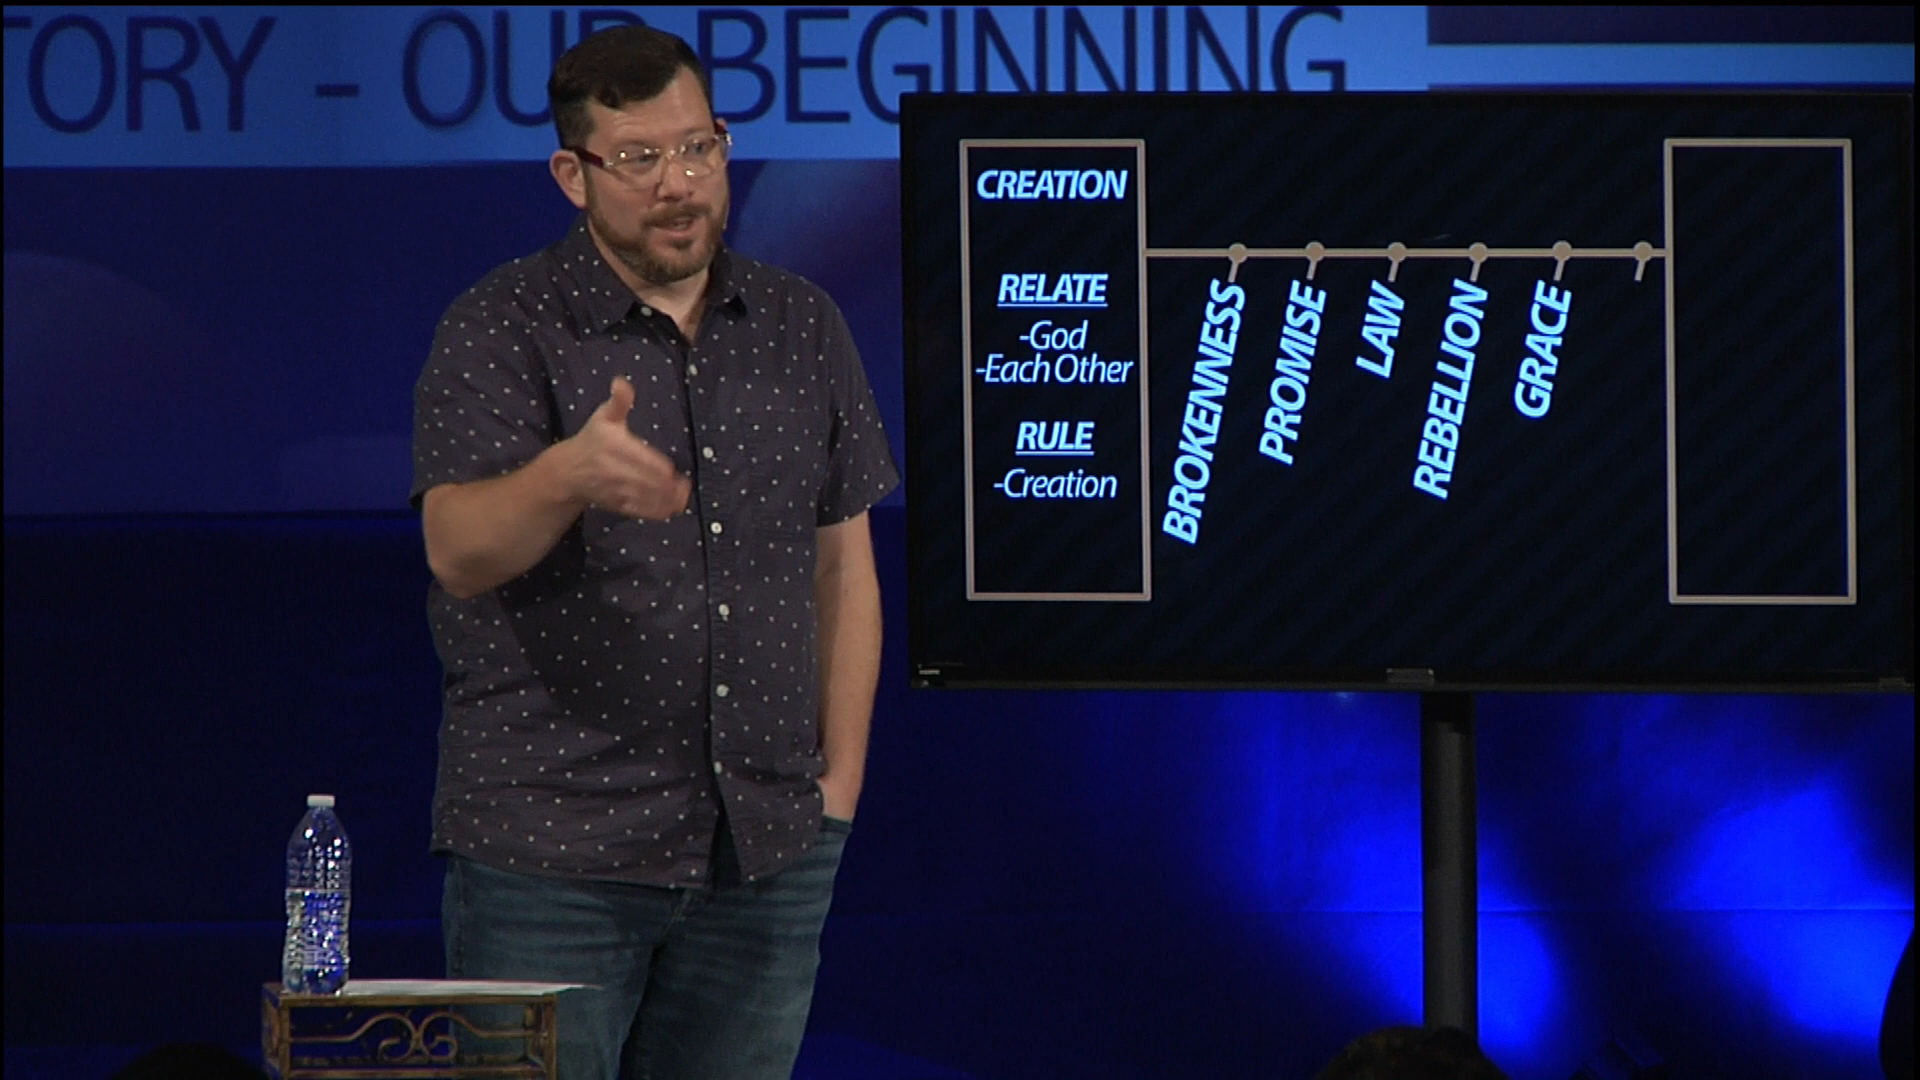 TORY - OUR BEGINNING
CREATION
RELATE
-God
-Each Other
RULE
-Creation
BROKENNESS
PROMISE
LAW
REBELLION
GRACE